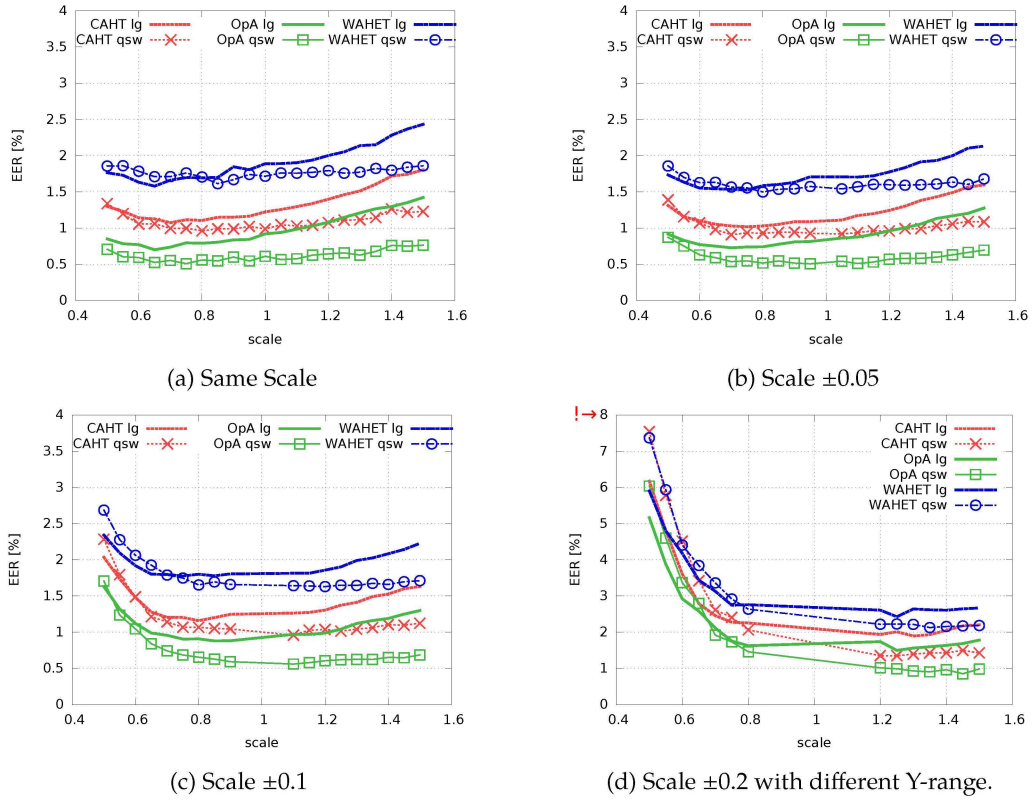 CAHT lg
CAHT qsw
OpA lg
OpA qsw
WAHET lg
WAHET qsw
EER [%]
4
3.5
3
2.5
2
1.5
1
0.5
0
0.4 0.6 0.8 1 1.2 1.4 1.6
scale
(a) Same Scale
CAHT lg
CAHT qsw
OpA lg
OpA qsw
WAHET lg
WAHET qsw
EER [%]
4
3.5
3
2.5
2
1.5
1
0.5
0
0.4 0.6 0.8 1 1.2 1.4 1.6
scale
(b) Scale ±0.05
CAHT lg
CAHT qsw
OpA lg
OpA qsw
WAHET lg
WAHET qsw
EER [%]
4
3.5
3
2.5
2
1.5
1
0.5
0
0.4 0.6 0.8 1 1.2 1.4 1.6
scale
(c) Scale ±0.1
!→
CAHT lg
CAHT qsw
OpA lg
OpA qsw
WAHET lg
WAHET qsw
EER [%]
8
7
6
5
4
3
2
1
0
0.4 0.6 0.8 1 1.2 1.4 1.6
scale
(d) Scale ±0.2 with different Y-range.